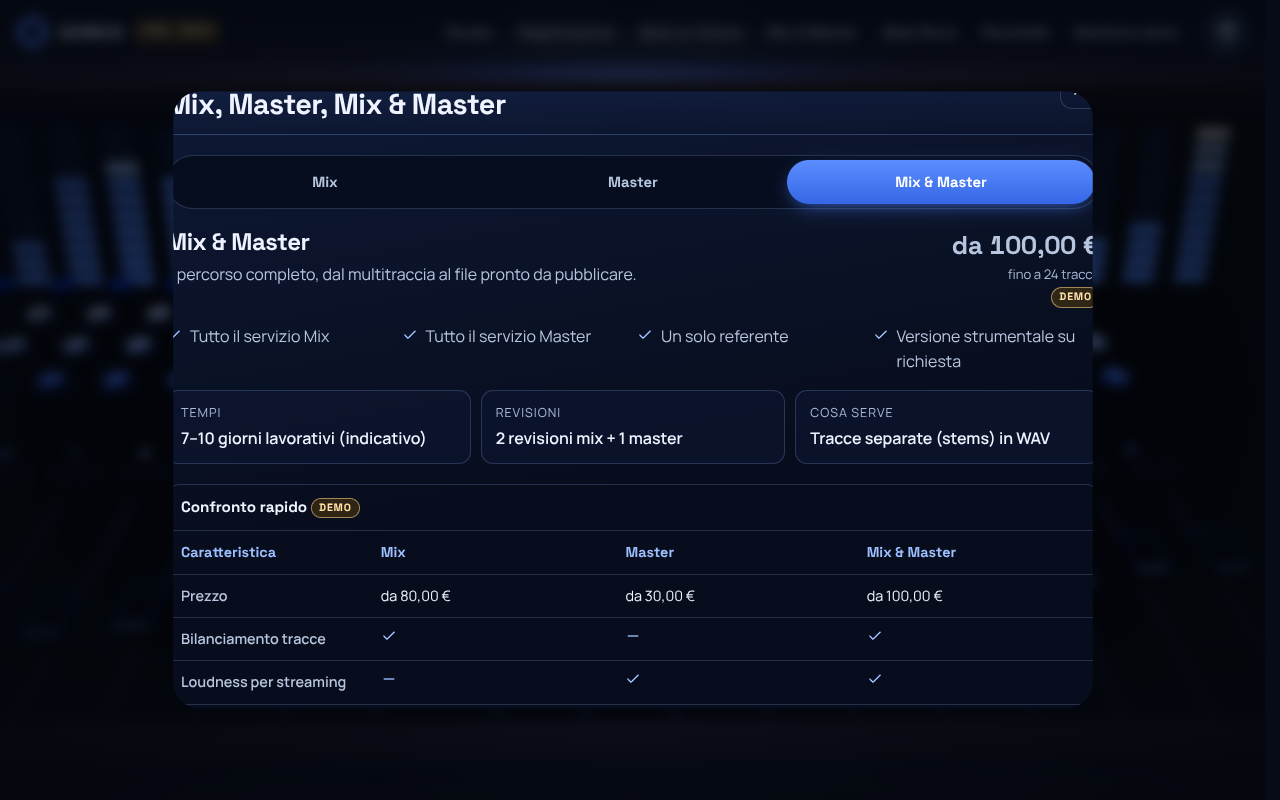 Mix, Master, Mix & Master
Mix
Master
Mix & Master
Mix & Master
da 100,00 €
percorso completo, dal multitraccia al file pronto da pubblicare.
fino a 24 tracc
DEMO
Tutto il servizio Mix
Tutto il servizio Master
Un solo referente
Versione strumentale su
richiesta
TEMPI
REVISIONI
COSA SERVE
7–10 giorni lavorativi (indicativo)
2 revisioni mix + 1 master
Tracce separate (stems) in WAV
Confronto rapido DEMO
Caratteristica Mix Master Mix & Master
Prezzo da 80,00 € da 30,00 € da 100,00 €
Bilanciamento tracce
Loudness per streaming